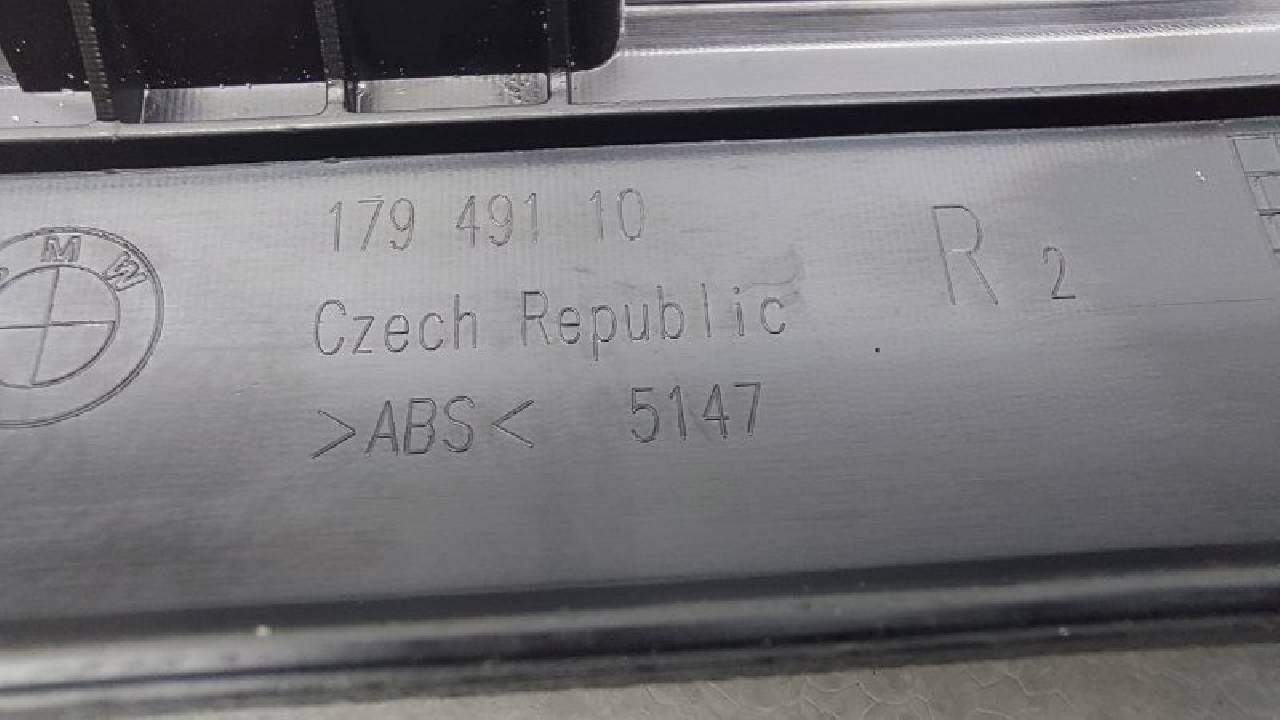 BMW
179 491 10
Czech Republic
>ABS< 5147
R 2